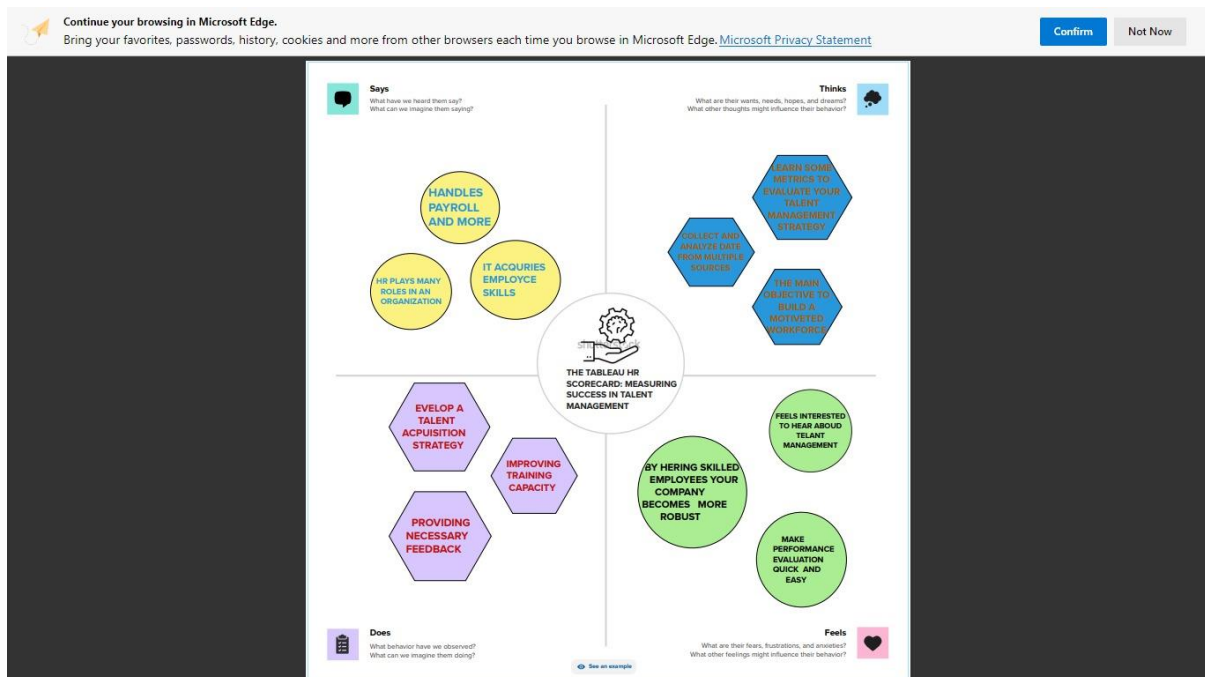 Continue your browsing in Microsoft Edge.
Bring your favorites, passwords, history, cookies and more from other browsers each time you browse in Microsoft Edge. Microsoft Privacy Statement
Confirm
Not Now
Says
What have we heard them say?
What can we imagine them saying?
Thinks
What are their wants, needs, hopes, and dreams?
What other thoughts might influence their behavior?
HANDLES
PAYROLL
AND MORE
HR PLAYS MANY
ROLES IN AN
ORGANIZATION
IT ACQURIES
EMPLOYCE
SKILLS
LEARN SOME
METRICS TO
EVALUATE YOUR
TALENT
MANAGEMENT
STRATEGY
COLLECT AND
ANALYZE DATE
FROM MULTIPLE
SOURCES
THE MAIN
OBJECTIVE TO
BUILD A
MOTIVETED
WORKFORCE
THE TABLEAU HR
SCORECARD: MEASURING
SUCCESS IN TALENT
MANAGEMENT
EVELOP A
TALENT
ACPUISITION
STRATEGY
IMPROVING
TRAINING
CAPACITY
PROVIDING
NECESSARY
FEEDBACK
FEELS INTERESTED
TO HEAR ABOUD
TELANT
MANAGEMENT
BY HERING SKILLED
EMPLOYEES YOUR
COMPANY
BECOMES MORE
ROBUST
MAKE
PERFORMANCE
EVALUATION
QUICK AND
EASY
Does
What behavior have we observed?
What can we imagine them doing?
Feels
What are their fears, frustrations, and anxieties?
What other feelings might influence their behavior?
See an example